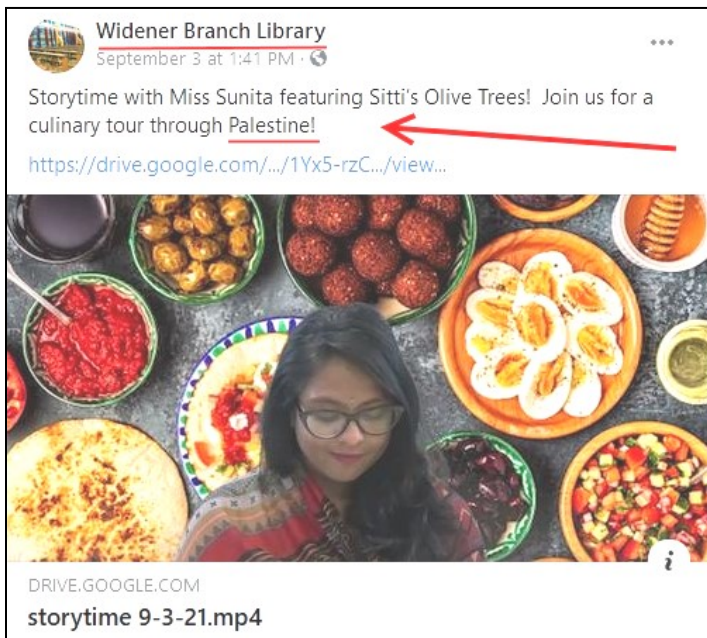 Widener Branch Library
September 3 at 1:41 PM ·
Storytime with Miss Sunita featuring Sitti's Olive Trees! Join us for a
culinary tour through Palestine!
https://drive.google.com/.../1Yx5-rzC.../view...
i
DRIVE.GOOGLE.COM
storytime 9-3-21.mp4